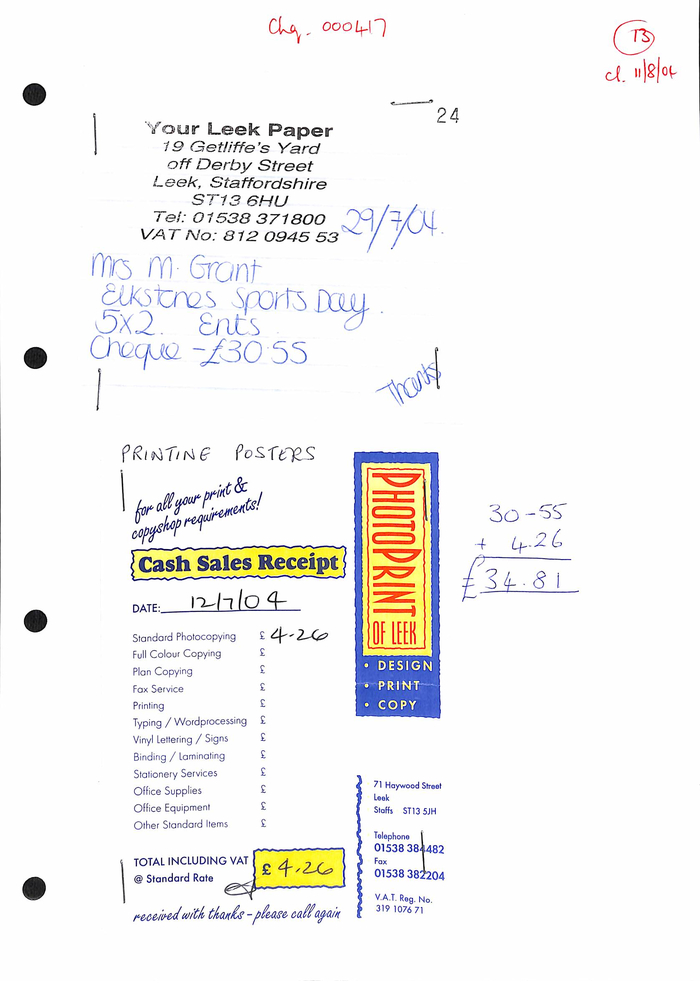 Chq. 000417
13
cl. 11/8/04
24
Your Leek Paper
19 Getliffe's Yard
off Derby Street
Leek, Staffordshire
ST13 6HU
Tel: 01538 371800
VAT No: 812 0945 53
29/7/04.
Mrs M. Grant
Elkstones Sports Day.
5x2. Ents
Cheque - £30.55
Thanks
PRINTING POSTERS
for all your print &
copyshop requirements!
Cash Sales Receipt
DATE: 12/7/04
Standard Photocopying £ 4-26
Full Colour Copying £
Plan Copying £
Fax Service £
Printing £
Typing / Wordprocessing £
Vinyl Lettering / Signs £
Binding / Laminating £
Stationery Services £
Office Supplies £
Office Equipment £
Other Standard Items £
TOTAL INCLUDING VAT
@ Standard Rate
£ 4.26
received with thanks - please call again
PHOTOPRINT
OF LEEK
• DESIGN
• PRINT
• COPY
30-55
+ 4.26
£34.81
71 Haywood Street
Leek
Staffs ST13 5JH
Telephone
01538 384482
Fax
01538 382204
V.A.T. Reg. No.
319 1076 71